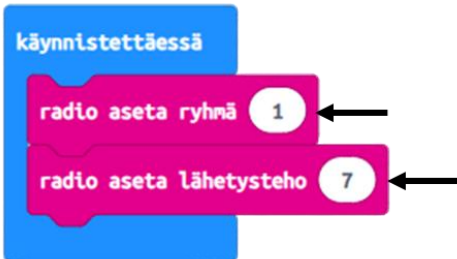 käynnistettäessä
radio aseta ryhmä 1
radio aseta lähetysteho 7